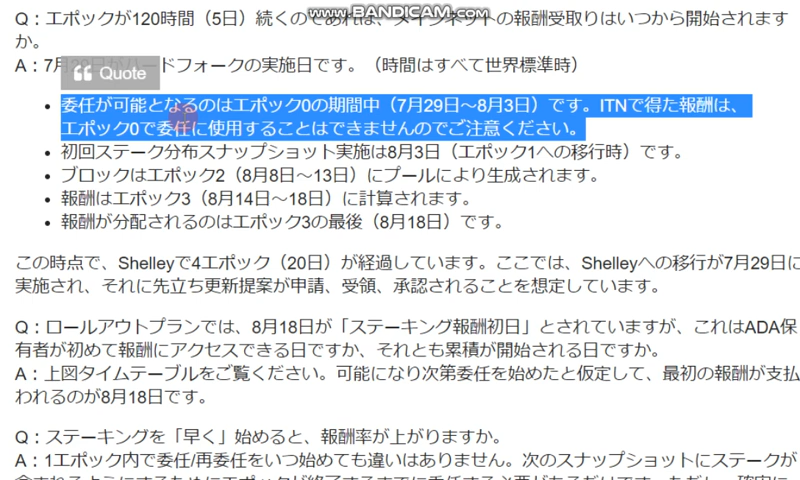 www.BANDICAM.com
Q：エポックが120時間（5日）続くのであれば、メインネットの報酬受取りはいつから開始されます
か。
A：7月29日がハードフォークの実施日です。（時間はすべて世界標準時）
Quote
委任が可能となるのはエポック0の期間中（7月29日～8月3日）です。ITNで得た報酬は、
エポック0で委任に使用することはできませんのでご注意ください。
初回ステーク分布スナップショット実施は8月3日（エポック1への移行時）です。
ブロックはエポック2（8月8日～13日）にプールにより生成されます。
報酬はエポック3（8月14日～18日）に計算されます。
報酬が分配されるのはエポック3の最後（8月18日）です。
この時点で、Shelleyで4エポック（20日）が経過しています。ここでは、Shelleyへの移行が7月29日に
実施され、それに先立ち更新提案が申請、受領、承認されることを想定しています。
Q：ロールアウトプランでは、8月18日が「ステーキング報酬初日」とされていますが、これはADA保
有者が初めて報酬にアクセスできる日ですか、それとも累積が開始される日ですか。
A：上図タイムテーブルをご覧ください。可能になり次第委任を始めたと仮定して、最初の報酬が支払
われるのが8月18日です。
Q：ステーキングを「早く」始めると、報酬率が上がりますか。
A：1エポック内で委任/再委任をいつ始めても違いはありません。次のスナップショットにステークが